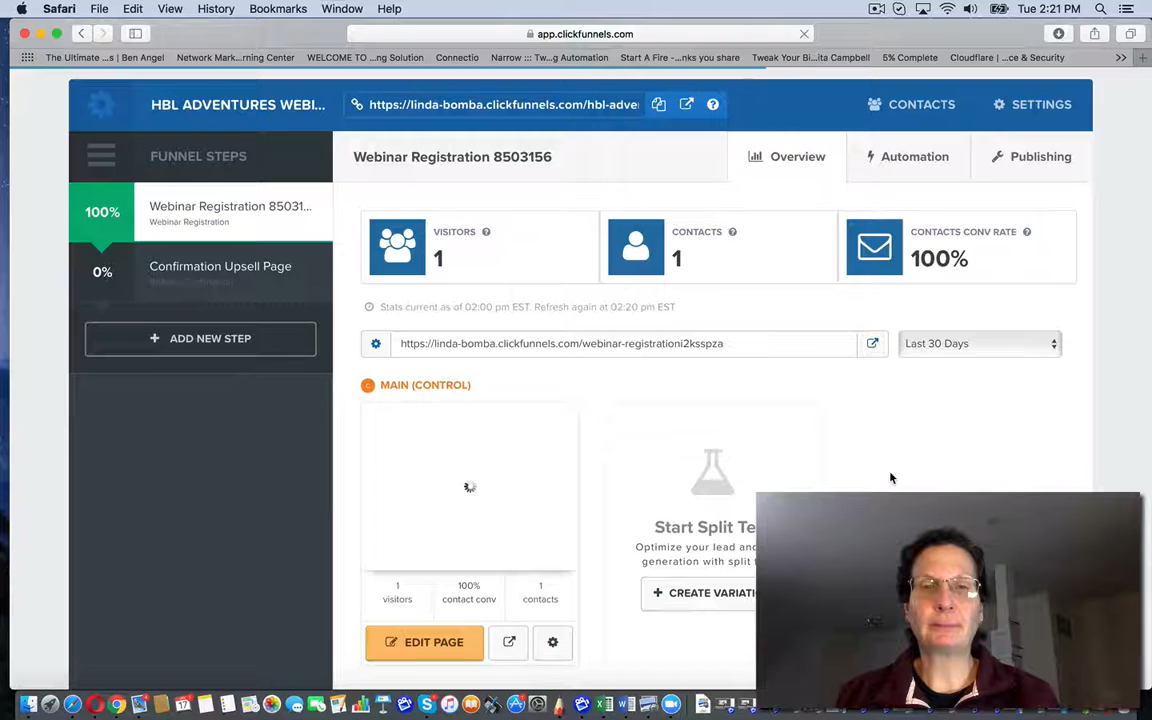 Safari File Edit View History Bookmarks Window Help Tue 2:21 PM
app.clickfunnels.com
The Ultimate ...s | Ben Angel Network Mark...rning Center WELCOME TO ...ng Solution Connectio Narrow ::: Tw...g Automation Start A Fire -...nks you share Tweak Your Bi...ita Campbell 5% Complete Cloudflare | ...ce & Security
HBL ADVENTURES WEBI... https://linda-bomba.clickfunnels.com/hbl-adve CONTACTS SETTINGS
FUNNEL STEPS Webinar Registration 8503156 Overview Automation Publishing
100% Webinar Registration 85031...
Webinar Registration
0% Confirmation Upsell Page
+ ADD NEW STEP
VISITORS
1
CONTACTS
1
CONTACTS CONV RATE
100%
Stats current as of 02:00 pm EST. Refresh again at 02:20 pm EST
https://linda-bomba.clickfunnels.com/webinar-registrationi2ksspza Last 30 Days
C MAIN (CONTROL)
Start Split Te
Optimize your lead and
generation with split
+ CREATE VARIATI
1 100% 1
visitors contact conv contacts
EDIT PAGE